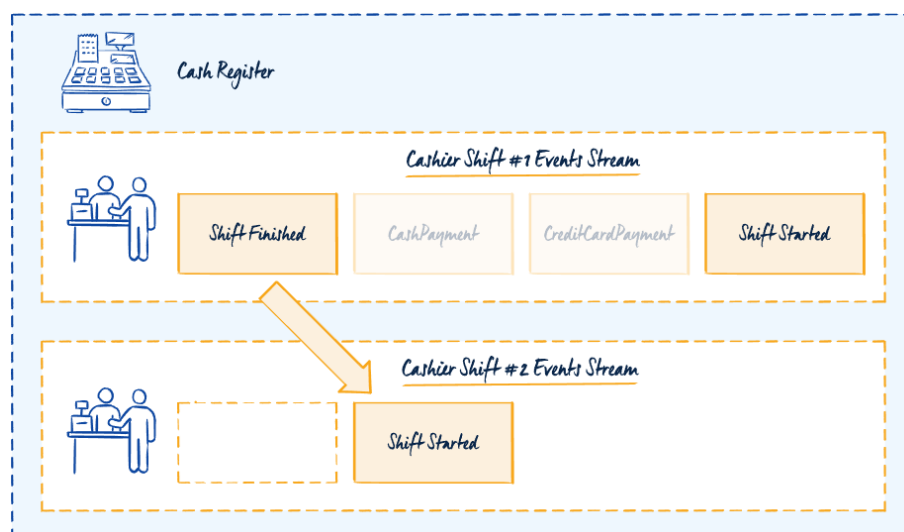 Cash Register
Cashier Shift #1 Events Stream
Shift Finished
CashPayment
CreditCardPayment
Shift Started
Cashier Shift #2 Events Stream
Shift Started